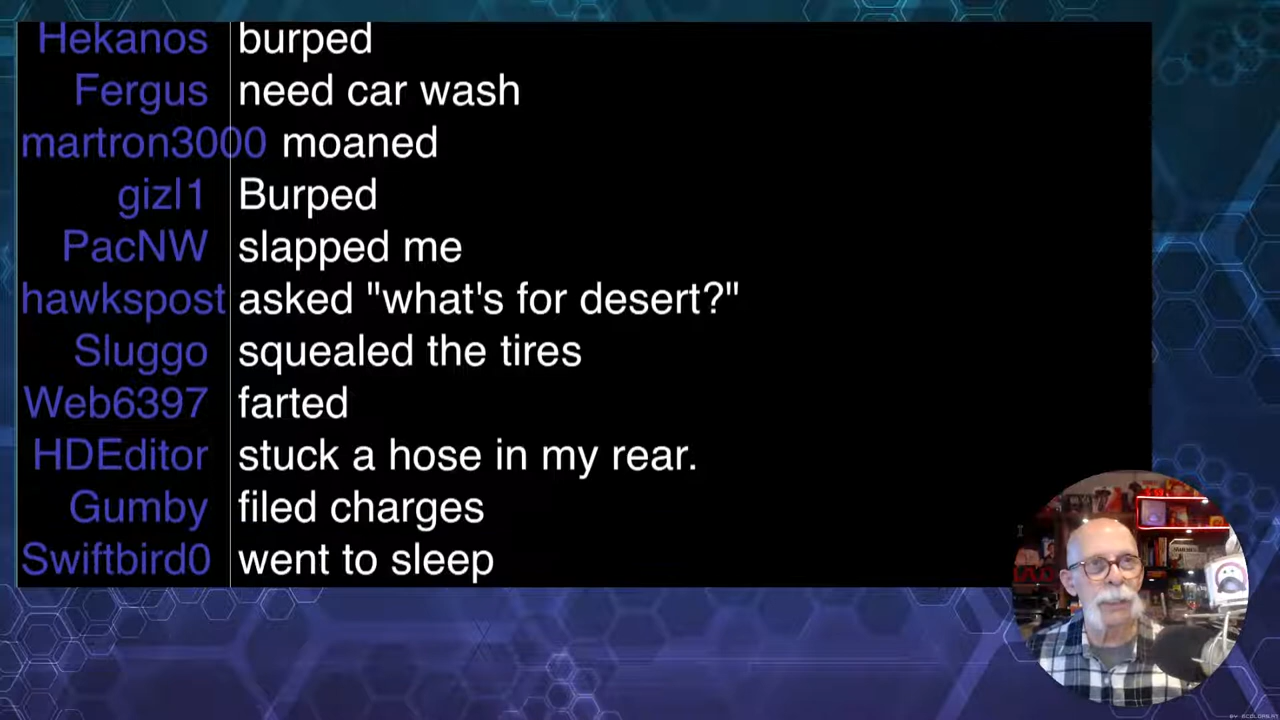 Hekanos burped
Fergus need car wash
martron3000 moaned
gizl1 Burped
PacNW slapped me
hawkspost asked "what's for desert?"
Sluggo squealed the tires
Web6397 farted
HDEditor stuck a hose in my rear.
Gumby filed charges
Swiftbird0 went to sleep